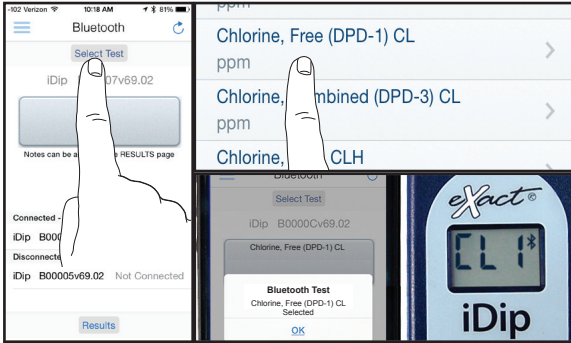 -102 Verizon 10:18 AM 81%
Bluetooth
Select Test
iDip 07v69.02
Notes can be a RESULTS page
Connected -
iDip B000
Disconnecte
iDip B00005v69.02 Not Connected
Results
ppm
Chlorine, Free (DPD-1) CL
ppm
Chlorine, mbined (DPD-3) CL
ppm
Chlorine, CLH
Bluetooth
Select Test
iDip B0000Cv69.02
Chlorine, Free (DPD-1) CL
Bluetooth Test
Chlorine, Free (DPD-1) CL
Selected
OK
eXact®
CL1
iDip